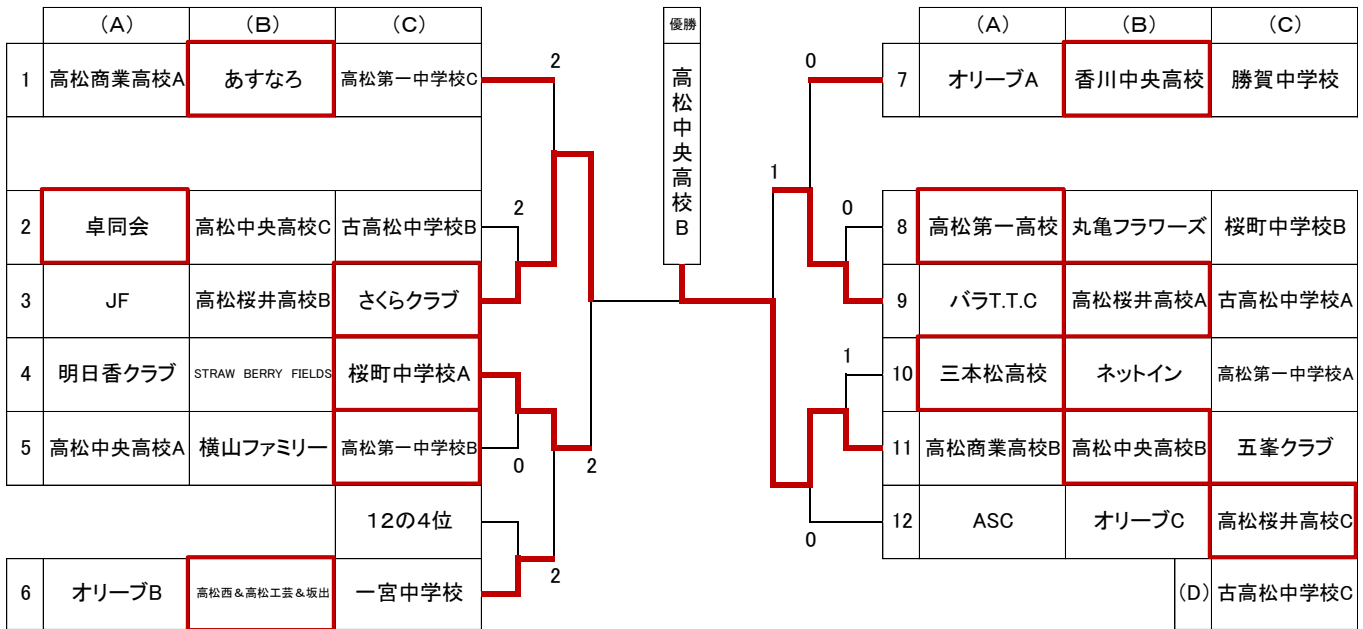 (A) (B) (C)
1 高松商業高校A あすなろ 高松第一中学校C
2 卓同会 高松中央高校C 古高松中学校B
3 JF 高松桜井高校B さくらクラブ
4 明日香クラブ STRAW BERRY FIELDS 桜町中学校A
5 高松中央高校A 横山ファミリー 高松第一中学校B
12の4位
6 オリーブB 高松西&高松工芸&坂出 一宮中学校
2
2
0
2
2
優勝
高松中央高校B
0
1
0
1
0
(A) (B) (C)
7 オリーブA 香川中央高校 勝賀中学校
8 高松第一高校 丸亀フラワーズ 桜町中学校B
9 バラT.T.C 高松桜井高校A 古高松中学校A
10 三本松高校 ネットイン 高松第一中学校A
11 高松商業高校B 高松中央高校B 五峯クラブ
12 ASC オリーブC 高松桜井高校C
(D) 古高松中学校C